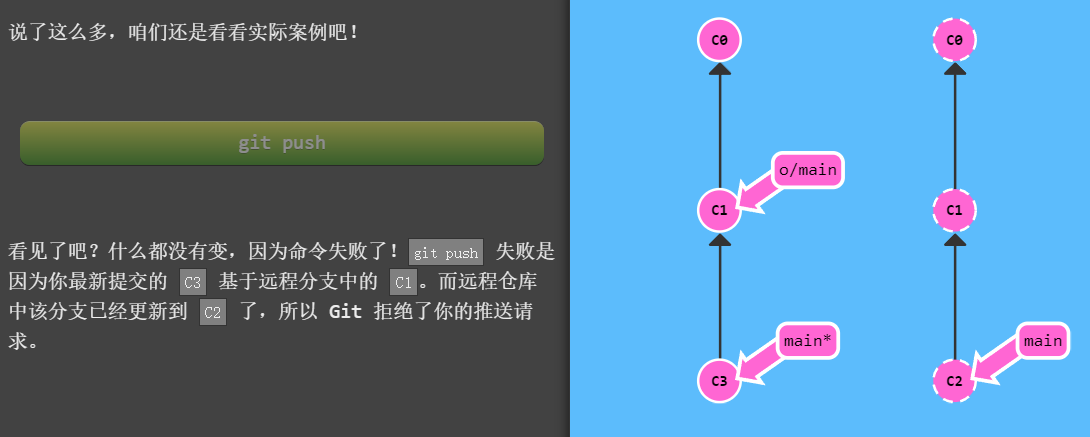 说了这么多，咱们还是看看实际案例吧！
git push
看见了吧？什么都没有变，因为命令失败了！git push 失败是
因为你最新提交的 C3 基于远程分支中的 C1。而远程仓库
中该分支已经更新到 C2 了，所以 Git 拒绝了你的推送请
求。
C0
C0
o/main
C1
C1
main*
main
C3
C2